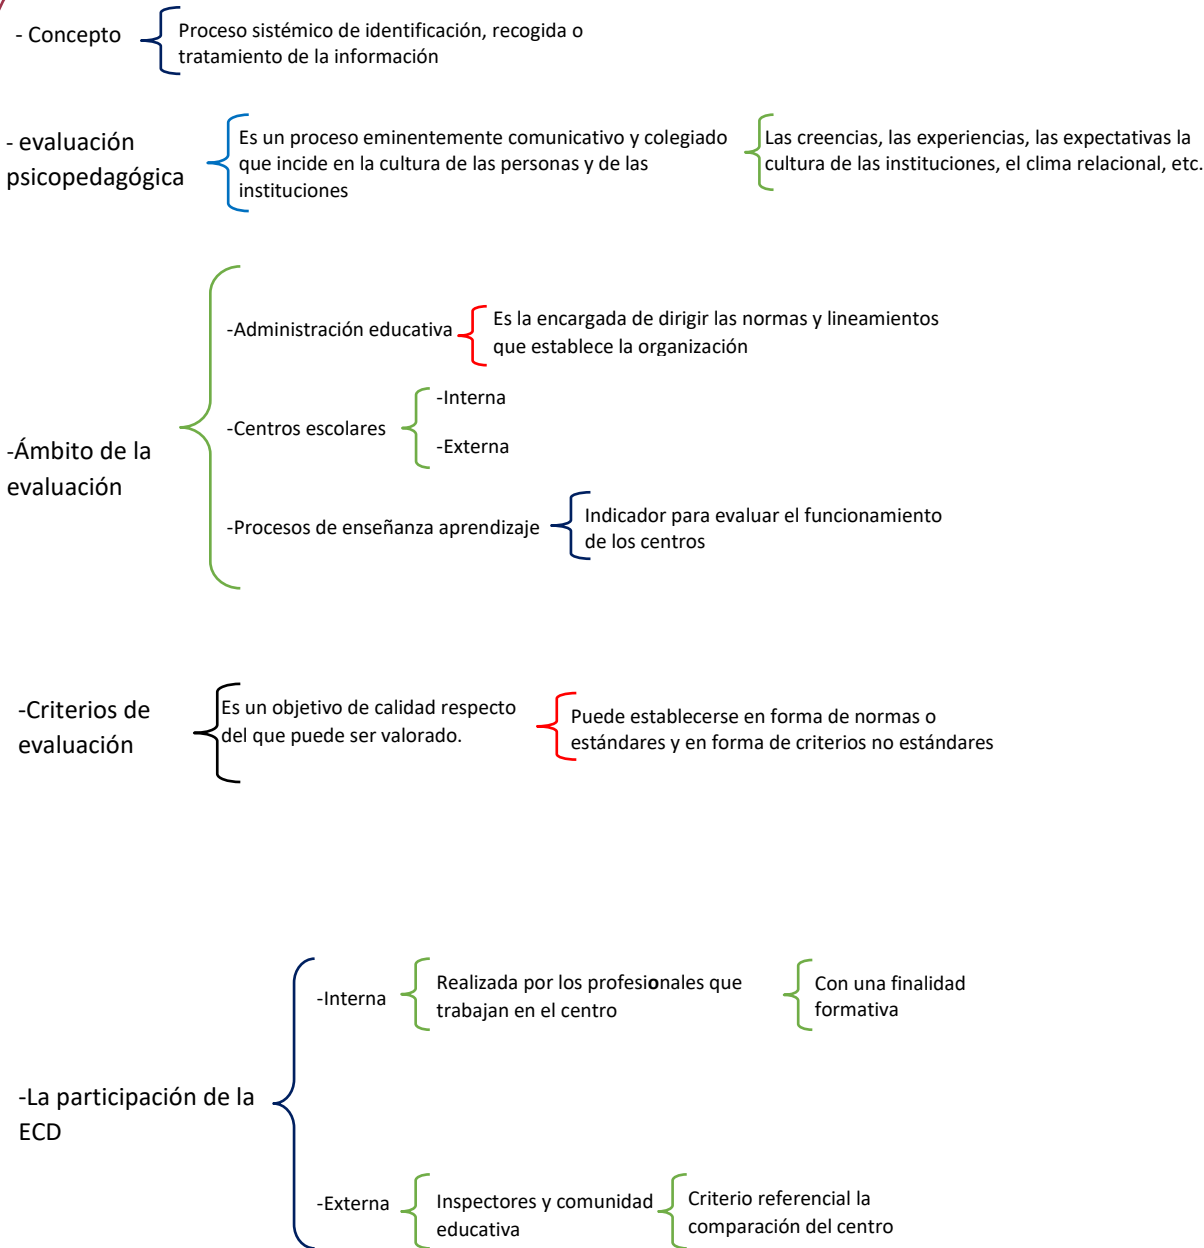 - Concepto
Proceso sistémico de identificación, recogida o
tratamiento de la información
- evaluación
psicopedagógica
Es un proceso eminentemente comunicativo y colegiado
que incide en la cultura de las personas y de las
instituciones
Las creencias, las experiencias, las expectativas la
cultura de las instituciones, el clima relacional, etc.
-Ámbito de la
evaluación
-Administración educativa
Es la encargada de dirigir las normas y lineamientos
que establece la organización
-Centros escolares
-Interna
-Externa
-Procesos de enseñanza aprendizaje
Indicador para evaluar el funcionamiento
de los centros
-Criterios de
evaluación
Es un objetivo de calidad respecto
del que puede ser valorado.
Puede establecerse en forma de normas o
estándares y en forma de criterios no estándares
-La participación de la
ECD
-Interna
Realizada por los profesionales que
trabajan en el centro
Con una finalidad
formativa
-Externa
Inspectores y comunidad
educativa
Criterio referencial la
comparación del centro